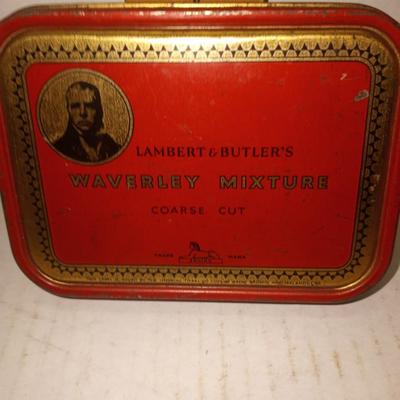 LAMBERT & BUTLER'S
WAVERLEY MIXTURE
COARSE CUT
TRADE MARK